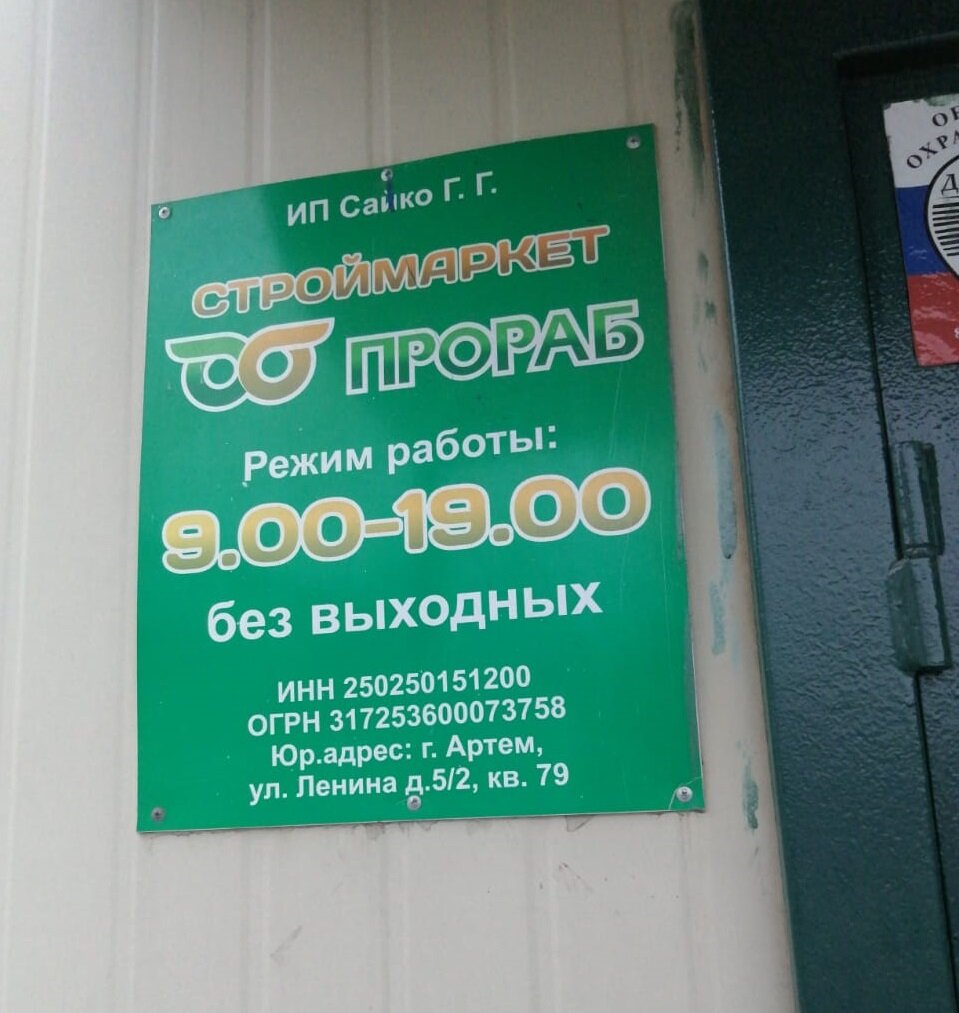 ИП Сайко Г. Г.
СТРОЙМАРКЕТ
ПРОРАБ
Режим работы:
9.00-19.00
без выходных
ИНН 250250151200
ОГРН 317253600073758
Юр.адрес: г. Артем,
ул. Ленина д.5/2, кв. 79